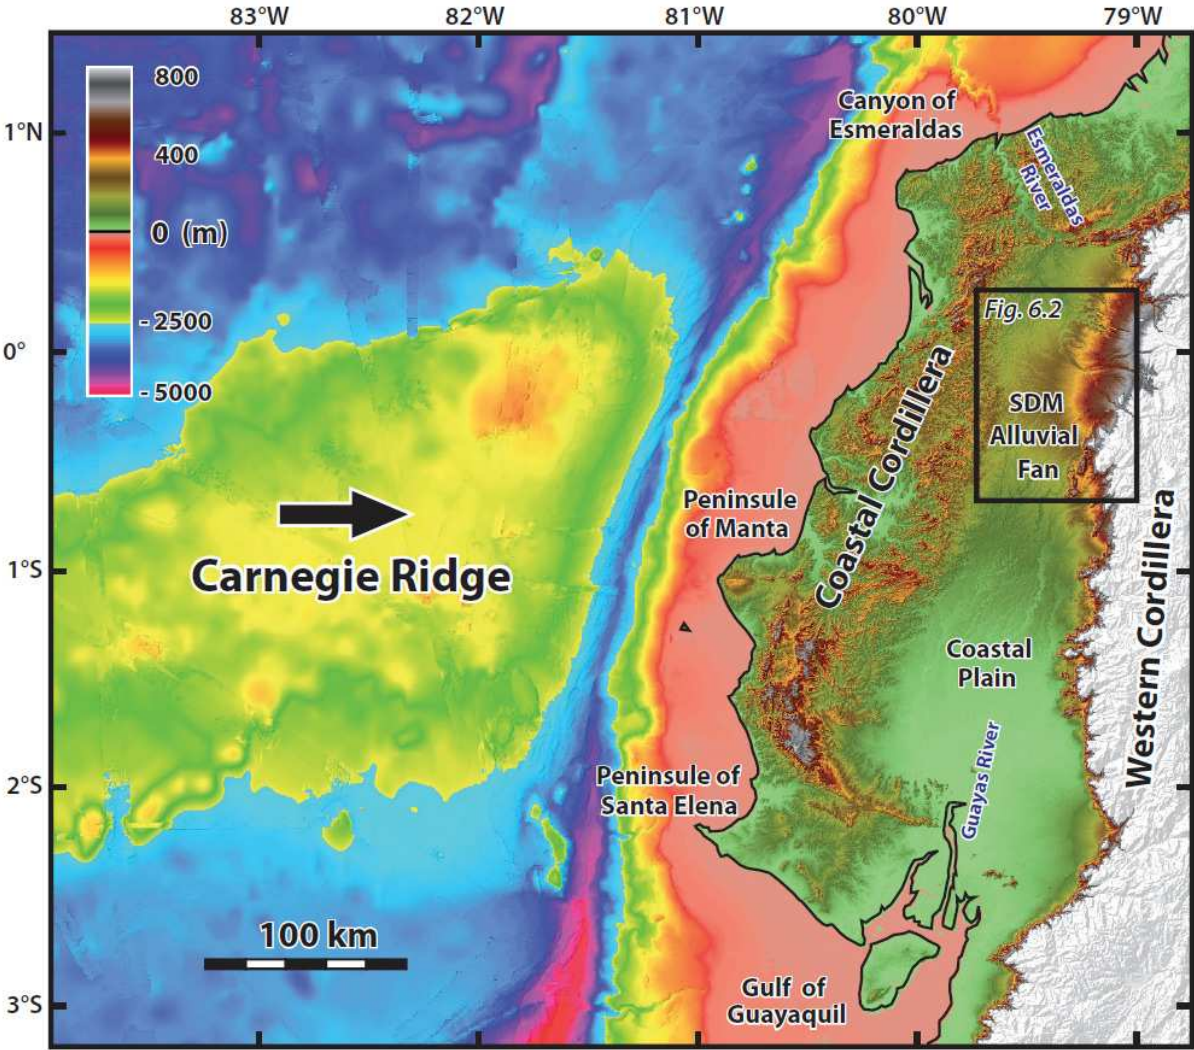 83°W 82°W 81°W 80°W 79°W
800
400
0 (m)
- 2500
- 5000
1°N
0°
1°S
2°S
3°S
Canyon of
Esmeraldas
Esmeraldas
River
Fig. 6.2
SDM
Alluvial
Fan
Coastal Cordillera
Peninsule
of Manta
Carnegie Ridge
Western Cordillera
Coastal
Plain
Guayas River
Peninsule of
Santa Elena
100 km
Gulf of
Guayaquil